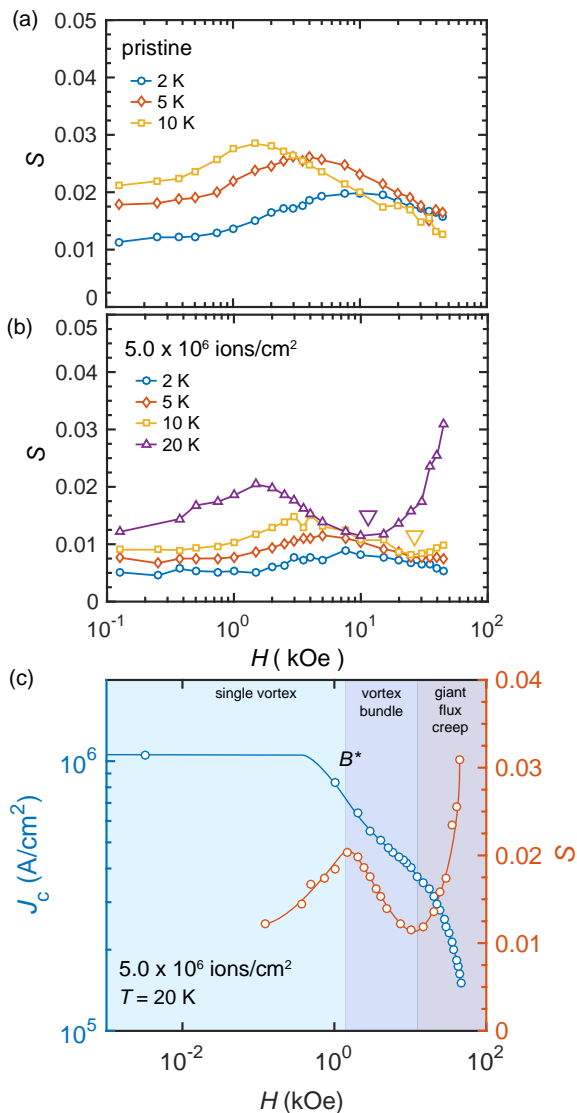 (a)
pristine
2 K
5 K
10 K
S
0.05
0.04
0.03
0.02
0.01
0
(b)
5.0 x 10⁶ ions/cm²
2 K
5 K
10 K
20 K
S
0.05
0.04
0.03
0.02
0.01
0
10⁻¹ 10⁰ 10¹ 10²
H ( kOe )
(c)
single vortex
vortex
bundle
giant
flux
creep
B*
5.0 x 10⁶ ions/cm²
T = 20 K
J_c (A/cm²)
10⁶
10⁵
S
0.04
0.03
0.02
0.01
0
10⁻² 10⁰ 10²
H (kOe)